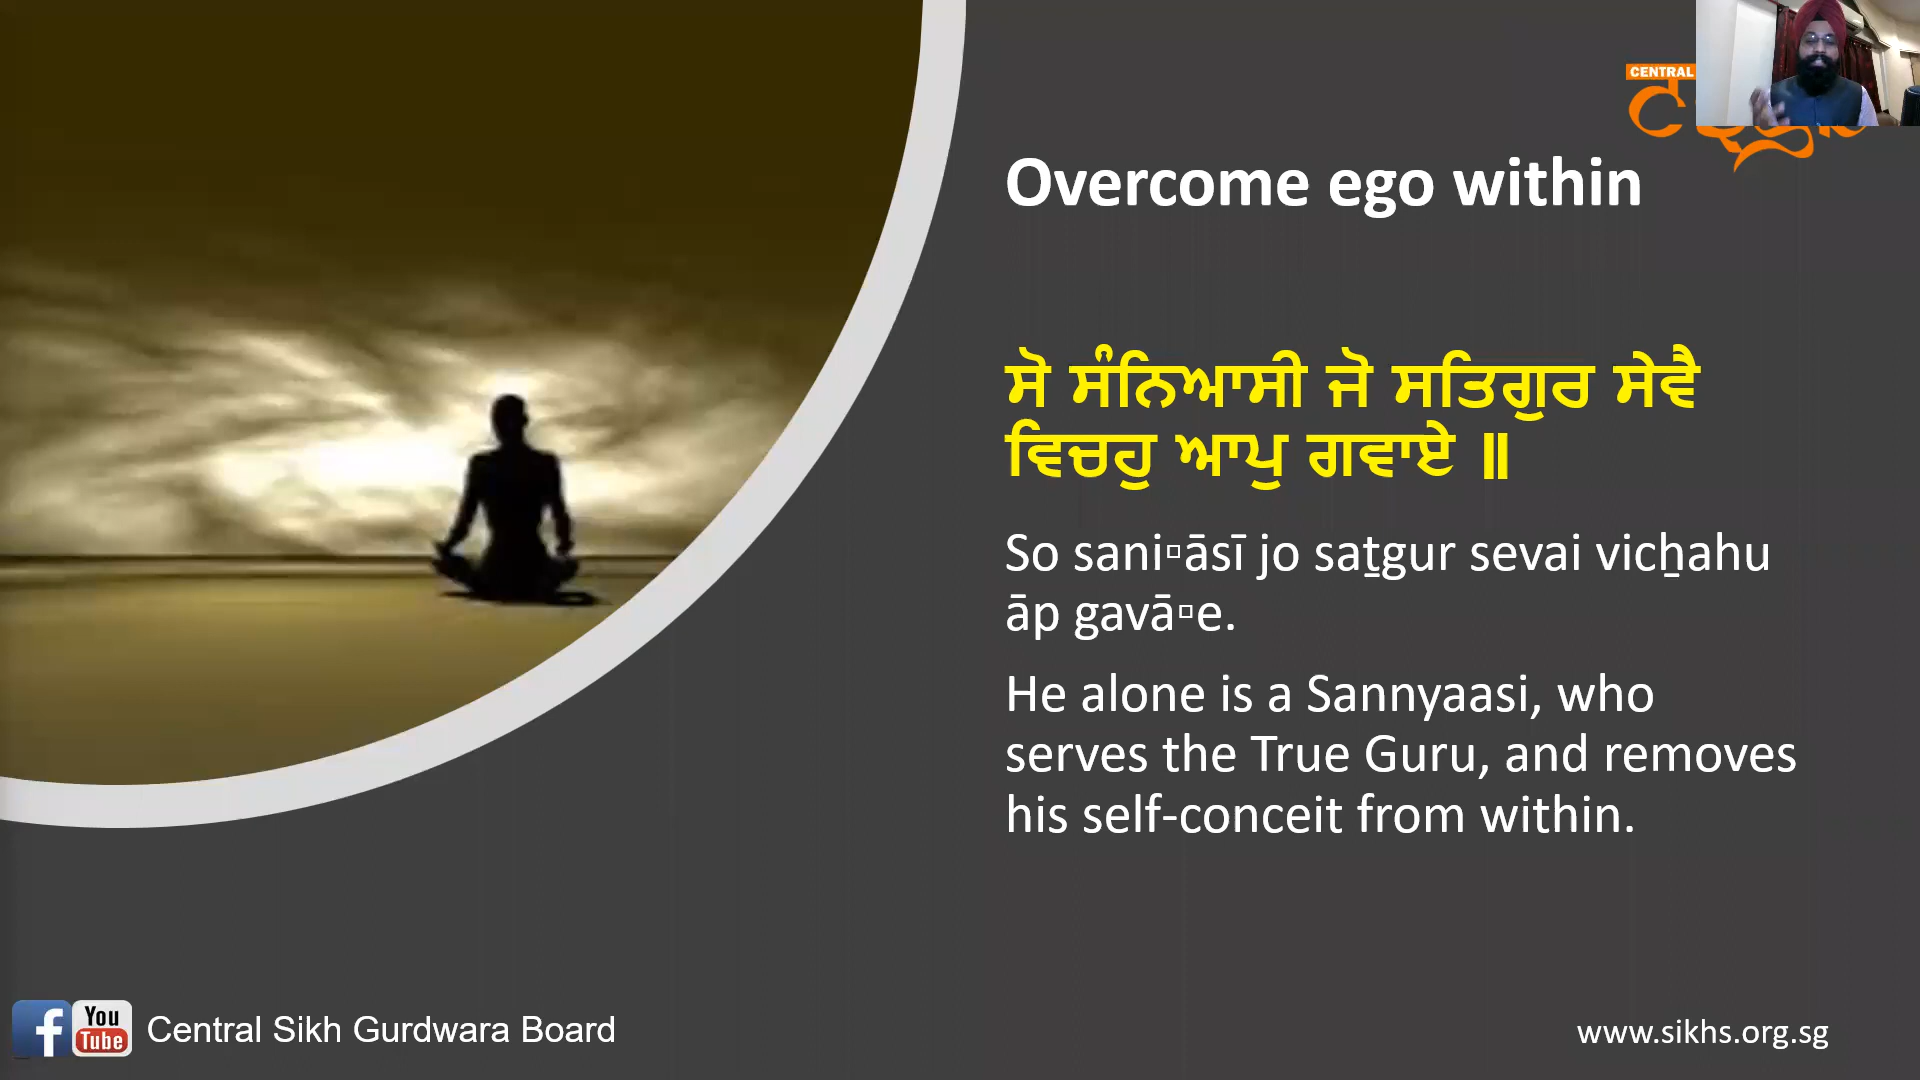 CENTRAL
Overcome ego within
ਸੋ ਸੰਨਿਆਸੀ ਜੋ ਸਤਿਗੁਰ ਸੇਵੈ
ਵਿਚਹੁ ਆਪੁ ਗਵਾਏ ॥
So sani▫āsī jo saṯgur sevai vicẖahu
āp gavā▫e.
He alone is a Sannyaasi, who
serves the True Guru, and removes
his self-conceit from within.
f You Tube Central Sikh Gurdwara Board
www.sikhs.org.sg